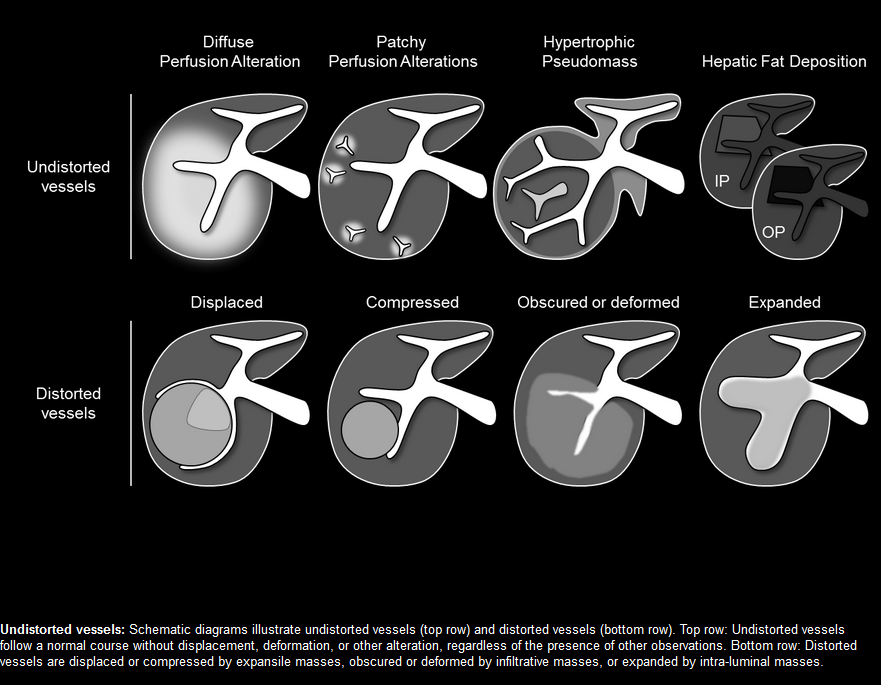 Diffuse
Perfusion Alteration
Patchy
Perfusion Alterations
Hypertrophic
Pseudomass
Hepatic Fat Deposition
Undistorted
vessels
IP
OP
Displaced
Compressed
Obscured or deformed
Expanded
Distorted
vessels
Undistorted vessels: Schematic diagrams illustrate undistorted vessels (top row) and distorted vessels (bottom row). Top row: Undistorted vessels
follow a normal course without displacement, deformation, or other alteration, regardless of the presence of other observations. Bottom row: Distorted
vessels are displaced or compressed by expansile masses, obscured or deformed by infiltrative masses, or expanded by intra-luminal masses.